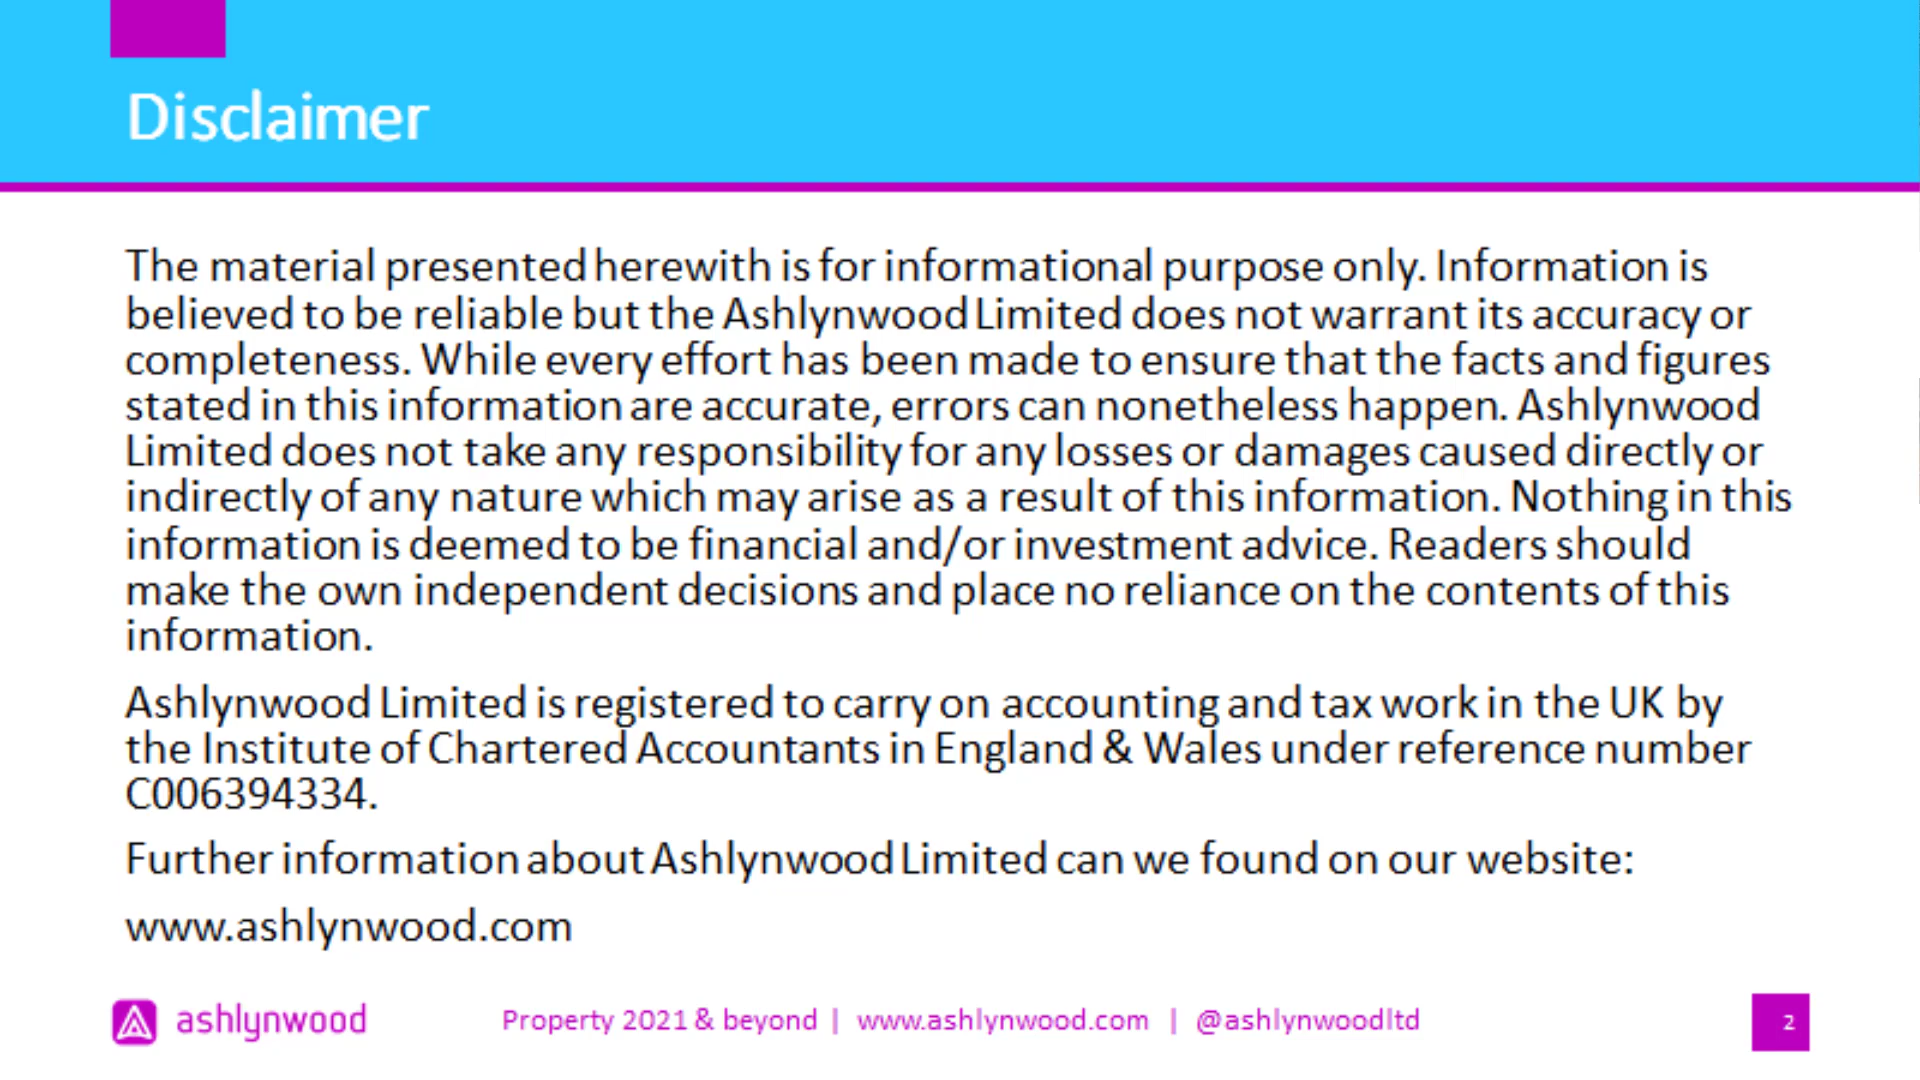 Disclaimer
The material presented herewith is for informational purpose only. Information is
believed to be reliable but the Ashlynwood Limited does not warrant its accuracy or
completeness. While every effort has been made to ensure that the facts and figures
stated in this information are accurate, errors can nonetheless happen. Ashlynwood
Limited does not take any responsibility for any losses or damages caused directly or
indirectly of any nature which may arise as a result of this information. Nothing in this
information is deemed to be financial and/or investment advice. Readers should
make the own independent decisions and place no reliance on the contents of this
information.
Ashlynwood Limited is registered to carry on accounting and tax work in the UK by
the Institute of Chartered Accountants in England & Wales under reference number
C006394334.
Further information about Ashlynwood Limited can we found on our website:
www.ashlynwood.com
ashlynwood
Property 2021 & beyond | www.ashlynwood.com | @ashlynwoodltd
2